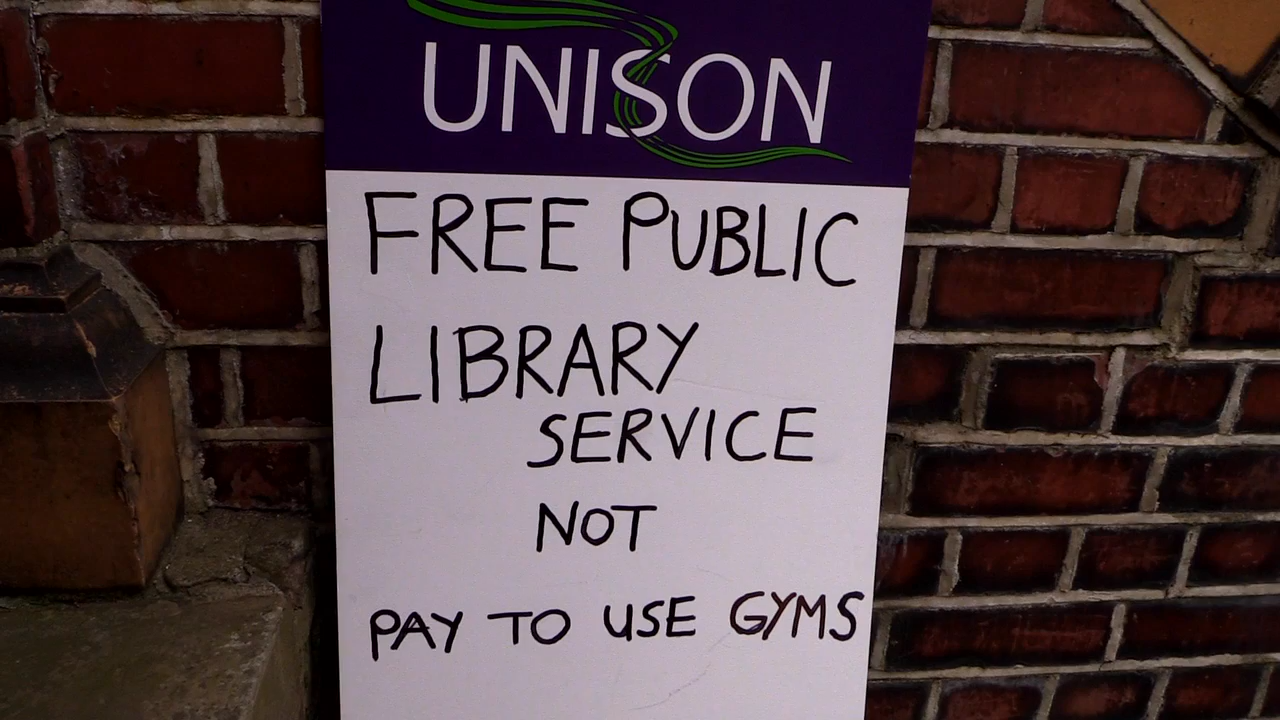 UNISON
FREE PUBLIC
LIBRARY
SERVICE
NOT
PAY TO USE GYMS